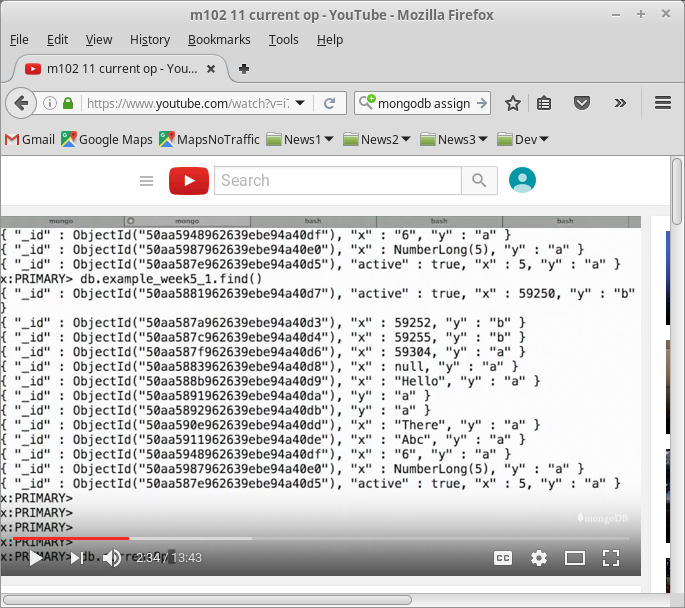 m102 11 current op - YouTube - Mozilla Firefox
File Edit View History Bookmarks Tools Help
m102 11 current op - You...
https://www.youtube.com/watch?v=i7
mongodb assign
Gmail Google Maps MapsNoTraffic News1 News2 News3 Dev
Search
mongo mongo bash bash bash
{ "_id" : ObjectId("50aa5948962639ebe94a40df"), "x" : "6", "y" : "a" }
{ "_id" : ObjectId("50aa5987962639ebe94a40e0"), "x" : NumberLong(5), "y" : "a" }
{ "_id" : ObjectId("50aa587e962639ebe94a40d5"), "active" : true, "x" : 5, "y" : "a" }
x:PRIMARY> db.example_week5_1.find()
{ "_id" : ObjectId("50aa5881962639ebe94a40d7"), "active" : true, "x" : 59250, "y" : "b"
}
{ "_id" : ObjectId("50aa587a962639ebe94a40d3"), "x" : 59252, "y" : "b" }
{ "_id" : ObjectId("50aa587c962639ebe94a40d4"), "x" : 59255, "y" : "b" }
{ "_id" : ObjectId("50aa587f962639ebe94a40d6"), "x" : 59304, "y" : "a" }
{ "_id" : ObjectId("50aa5883962639ebe94a40d8"), "x" : null, "y" : "a" }
{ "_id" : ObjectId("50aa588b962639ebe94a40d9"), "x" : "Hello", "y" : "a" }
{ "_id" : ObjectId("50aa5891962639ebe94a40da"), "y" : "a" }
{ "_id" : ObjectId("50aa5892962639ebe94a40db"), "y" : "a" }
{ "_id" : ObjectId("50aa590e962639ebe94a40dd"), "x" : "There", "y" : "a" }
{ "_id" : ObjectId("50aa5911962639ebe94a40de"), "x" : "Abc", "y" : "a" }
{ "_id" : ObjectId("50aa5948962639ebe94a40df"), "x" : "6", "y" : "a" }
{ "_id" : ObjectId("50aa5987962639ebe94a40e0"), "x" : NumberLong(5), "y" : "a" }
{ "_id" : ObjectId("50aa587e962639ebe94a40d5"), "active" : true, "x" : 5, "y" : "a" }
x:PRIMARY>
x:PRIMARY>
x:PRIMARY>
mongoDB
x:PRIMARY>
x:PRIMARY>
2:34 / 13:43
CC